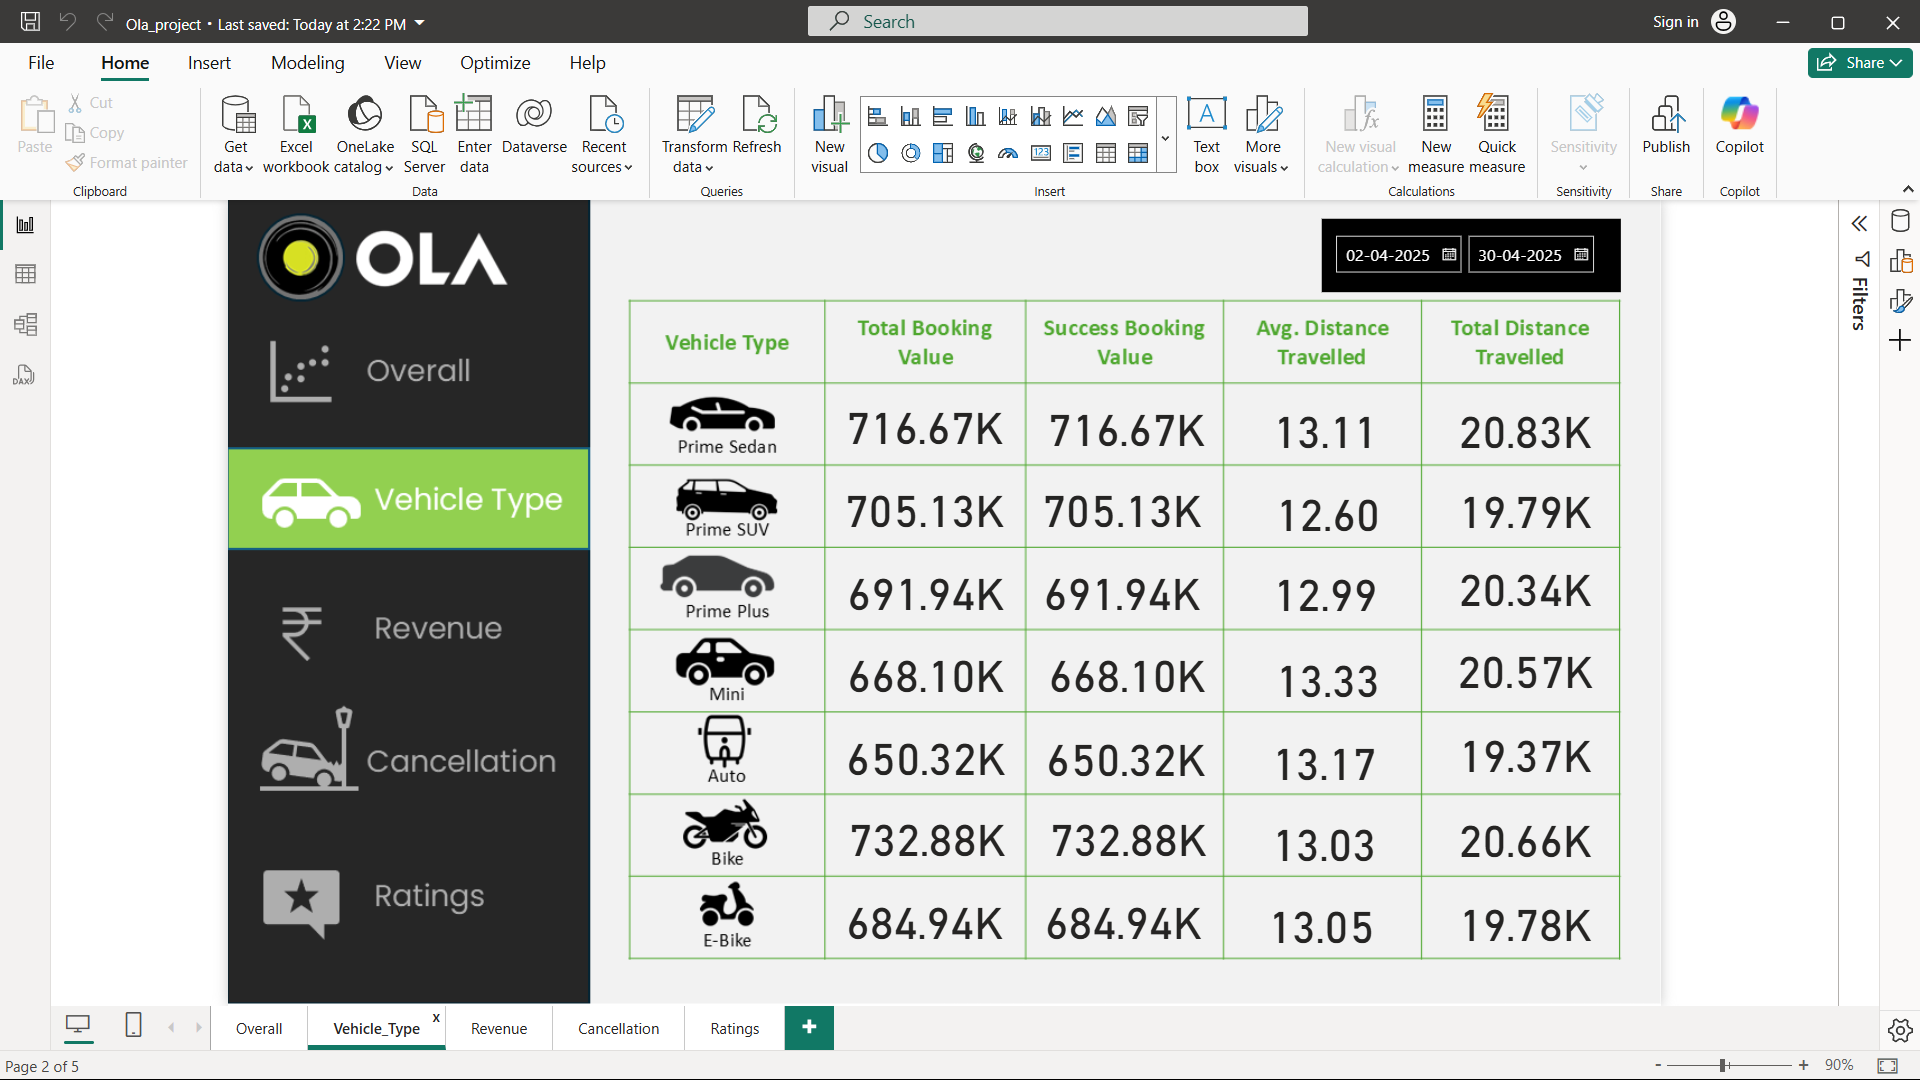 Ola_project • Last saved: Today at 2:22 PM
Search
Sign in
File Home Insert Modeling View Optimize Help
Share
Paste
Cut
Copy
Format painter
Clipboard
Get data
Excel workbook
OneLake catalog
SQL Server
Enter data
Dataverse
Recent sources
Data
Transform data
Refresh
Queries
New visual
Text box
More visuals
Insert
New visual calculation
New measure
Quick measure
Calculations
Sensitivity
Sensitivity
Publish
Share
Copilot
Copilot
DAX
OLA
Overall
Vehicle Type
Revenue
Cancellation
Ratings
02-04-2025 30-04-2025
Vehicle Type Total Booking Value Success Booking Value Avg. Distance Travelled Total Distance Travelled
Prime Sedan 716.67K 716.67K 13.11 20.83K
Prime SUV 705.13K 705.13K 12.60 19.79K
Prime Plus 691.94K 691.94K 12.99 20.34K
Mini 668.10K 668.10K 13.33 20.57K
Auto 650.32K 650.32K 13.17 19.37K
Bike 732.88K 732.88K 13.03 20.66K
E-Bike 684.94K 684.94K 13.05 19.78K
Filters
Overall Vehicle_Type x Revenue Cancellation Ratings +
Page 2 of 5
- + 90%